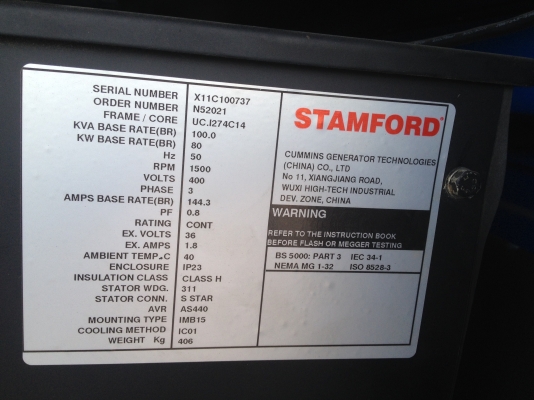 SERIAL NUMBER X11C100737
ORDER NUMBER N52021
FRAME / CORE UC.I274C14
KVA BASE RATE(BR) 100.0
KW BASE RATE(BR) 80
Hz 50
RPM 1500
VOLTS 400
PHASE 3
AMPS BASE RATE(BR) 144.3
PF 0.8
RATING CONT
EX. VOLTS 36
EX. AMPS 1.8
AMBIENT TEMP.C 40
ENCLOSURE IP23
INSULATION CLASS CLASS H
STATOR WDG. 311
STATOR CONN. S STAR
AVR AS440
MOUNTING TYPE IMB15
COOLING METHOD IC01
WEIGHT Kg 406
STAMFORD
CUMMINS GENERATOR TECHNOLOGIES
(CHINA) CO., LTD
No 11, XIANGJIANG ROAD,
WUXI HIGH-TECH INDUSTRIAL
DEV. ZONE, CHINA
WARNING
REFER TO THE INSTRUCTION BOOK
BEFORE FLASH OR MEGGER TESTING
BS 5000: PART 3 IEC 34-1
NEMA MG 1-32 ISO 8528-3